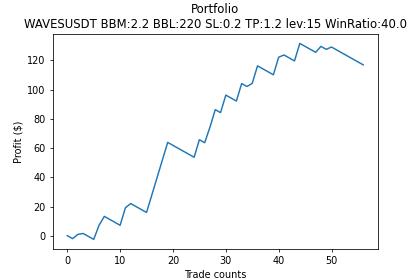 Portfolio
WAVESUSDT BBM:2.2 BBL:220 SL:0.2 TP:1.2 lev:15 WinRatio:40.0
120
100
80
60
40
20
0
Profit ($)
0 10 20 30 40 50
Trade counts